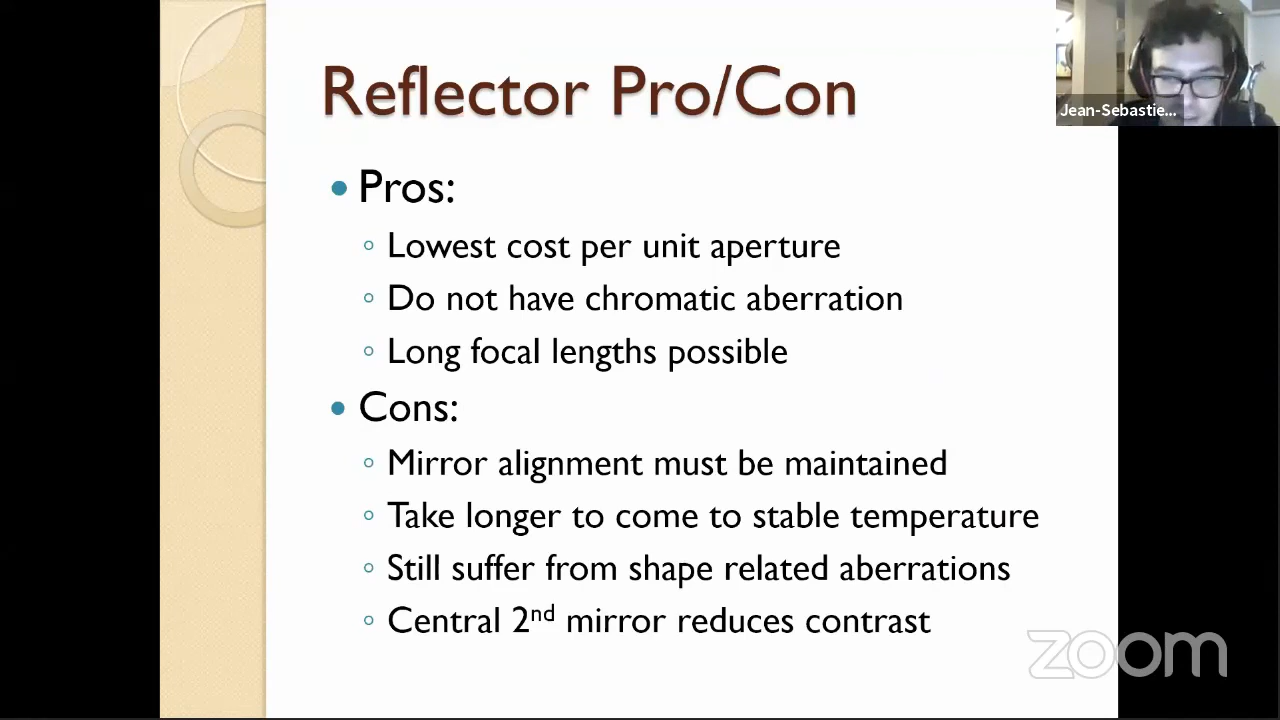 Reflector Pro/Con
Jean-Sebastie...
Pros:
Lowest cost per unit aperture
Do not have chromatic aberration
Long focal lengths possible
Cons:
Mirror alignment must be maintained
Take longer to come to stable temperature
Still suffer from shape related aberrations
Central 2nd mirror reduces contrast
zoom